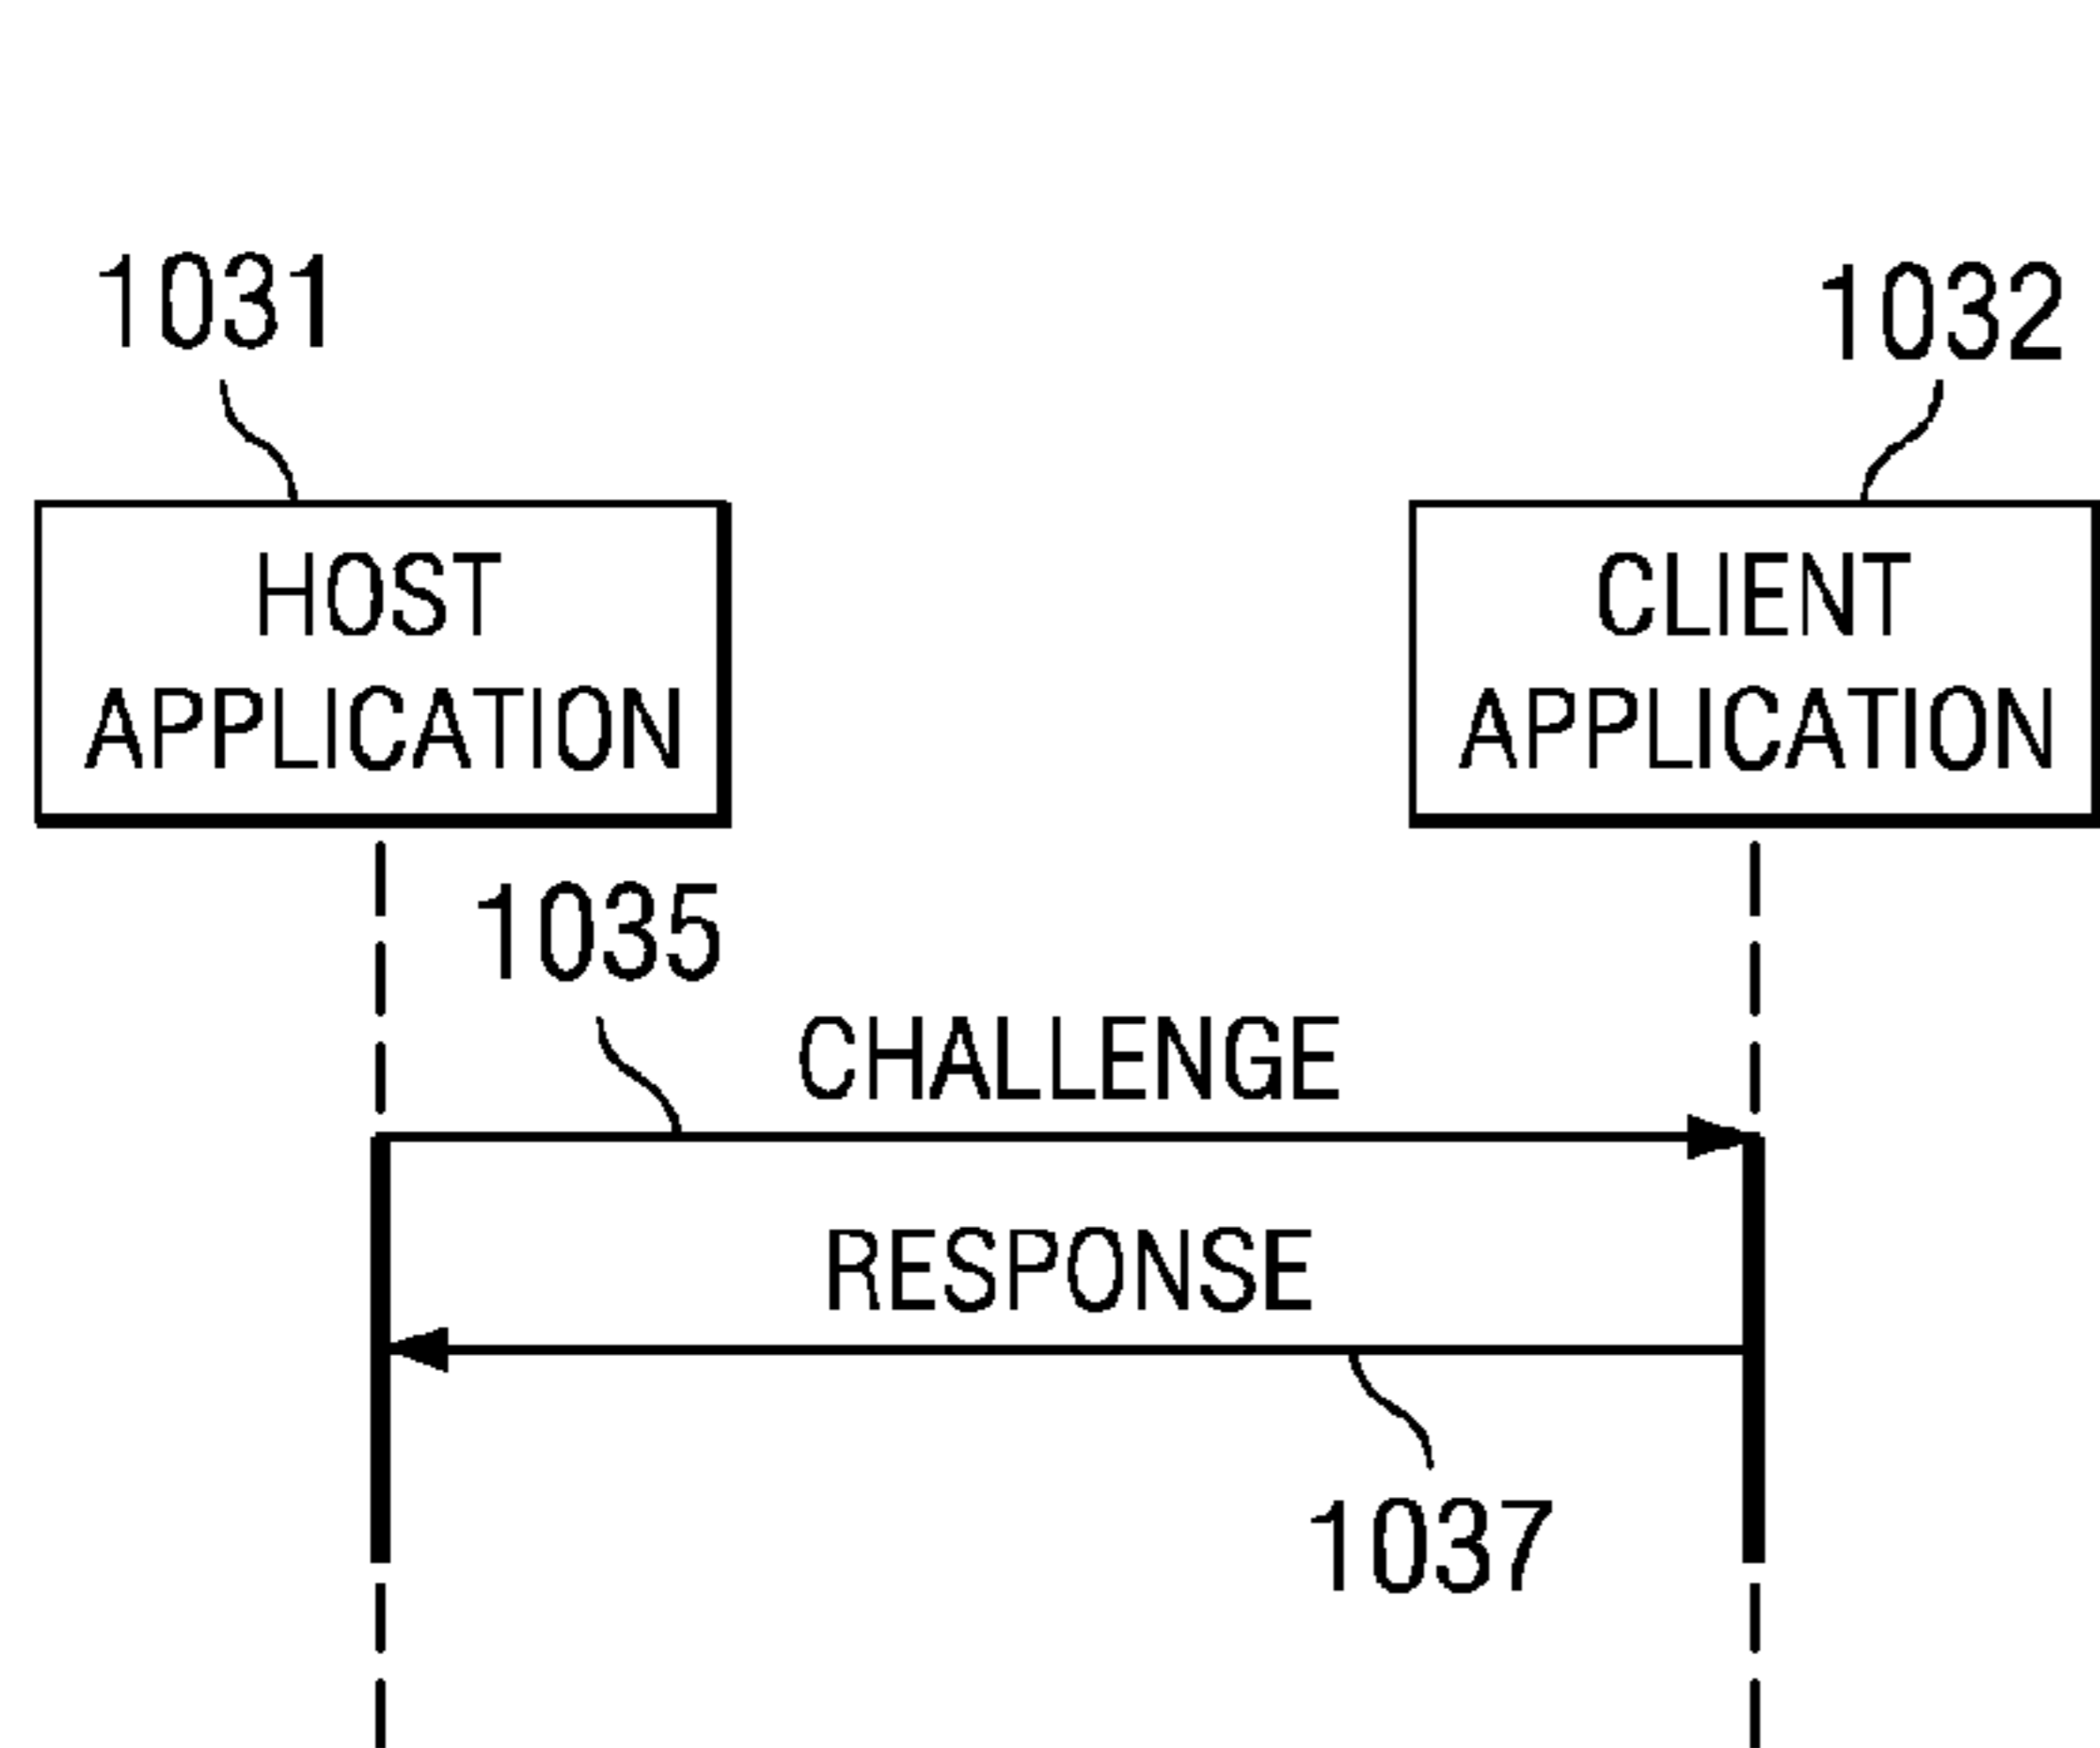 1031
1032
HOST
APPLICATION
CLIENT
APPLICATION
1035
CHALLENGE
RESPONSE
1037